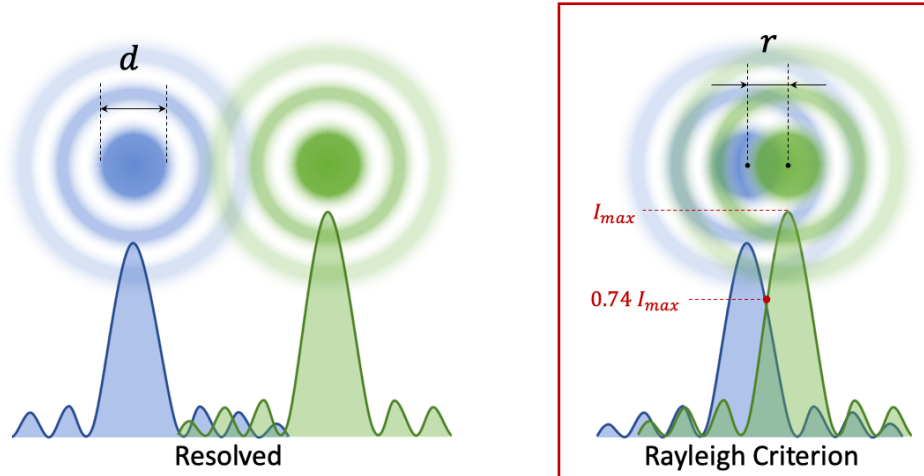 d
r
I_max
0.74 I_max
Resolved
Rayleigh Criterion